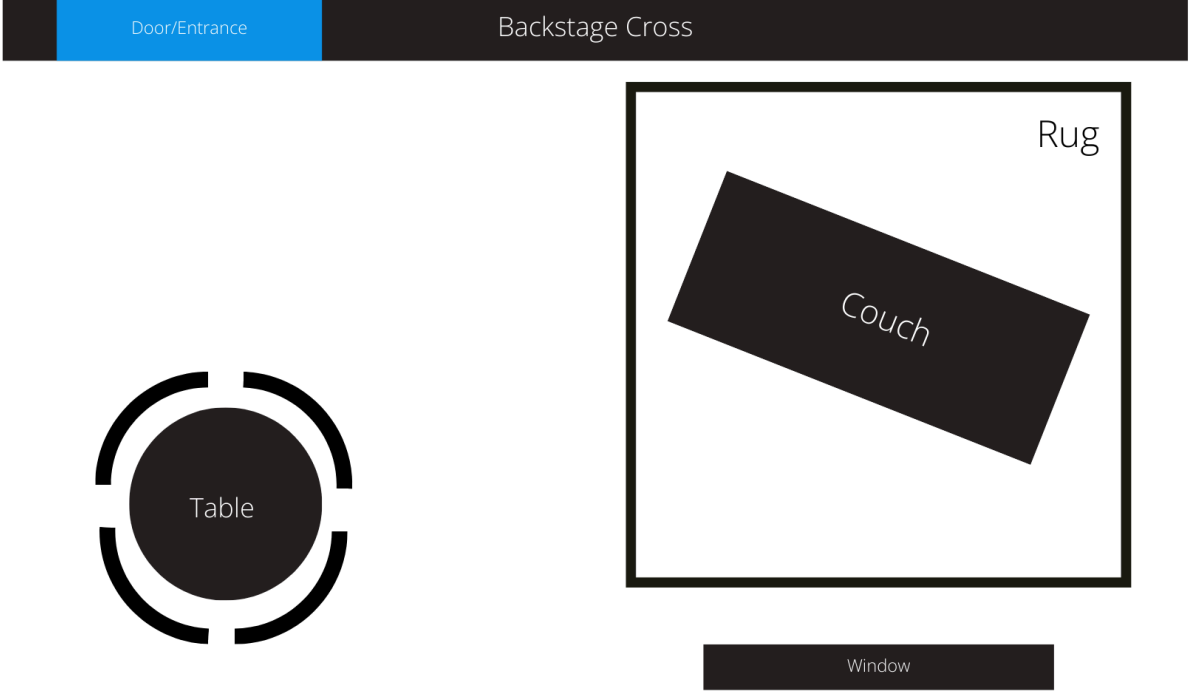 Door/Entrance
Backstage Cross
Rug
Couch
Table
Window